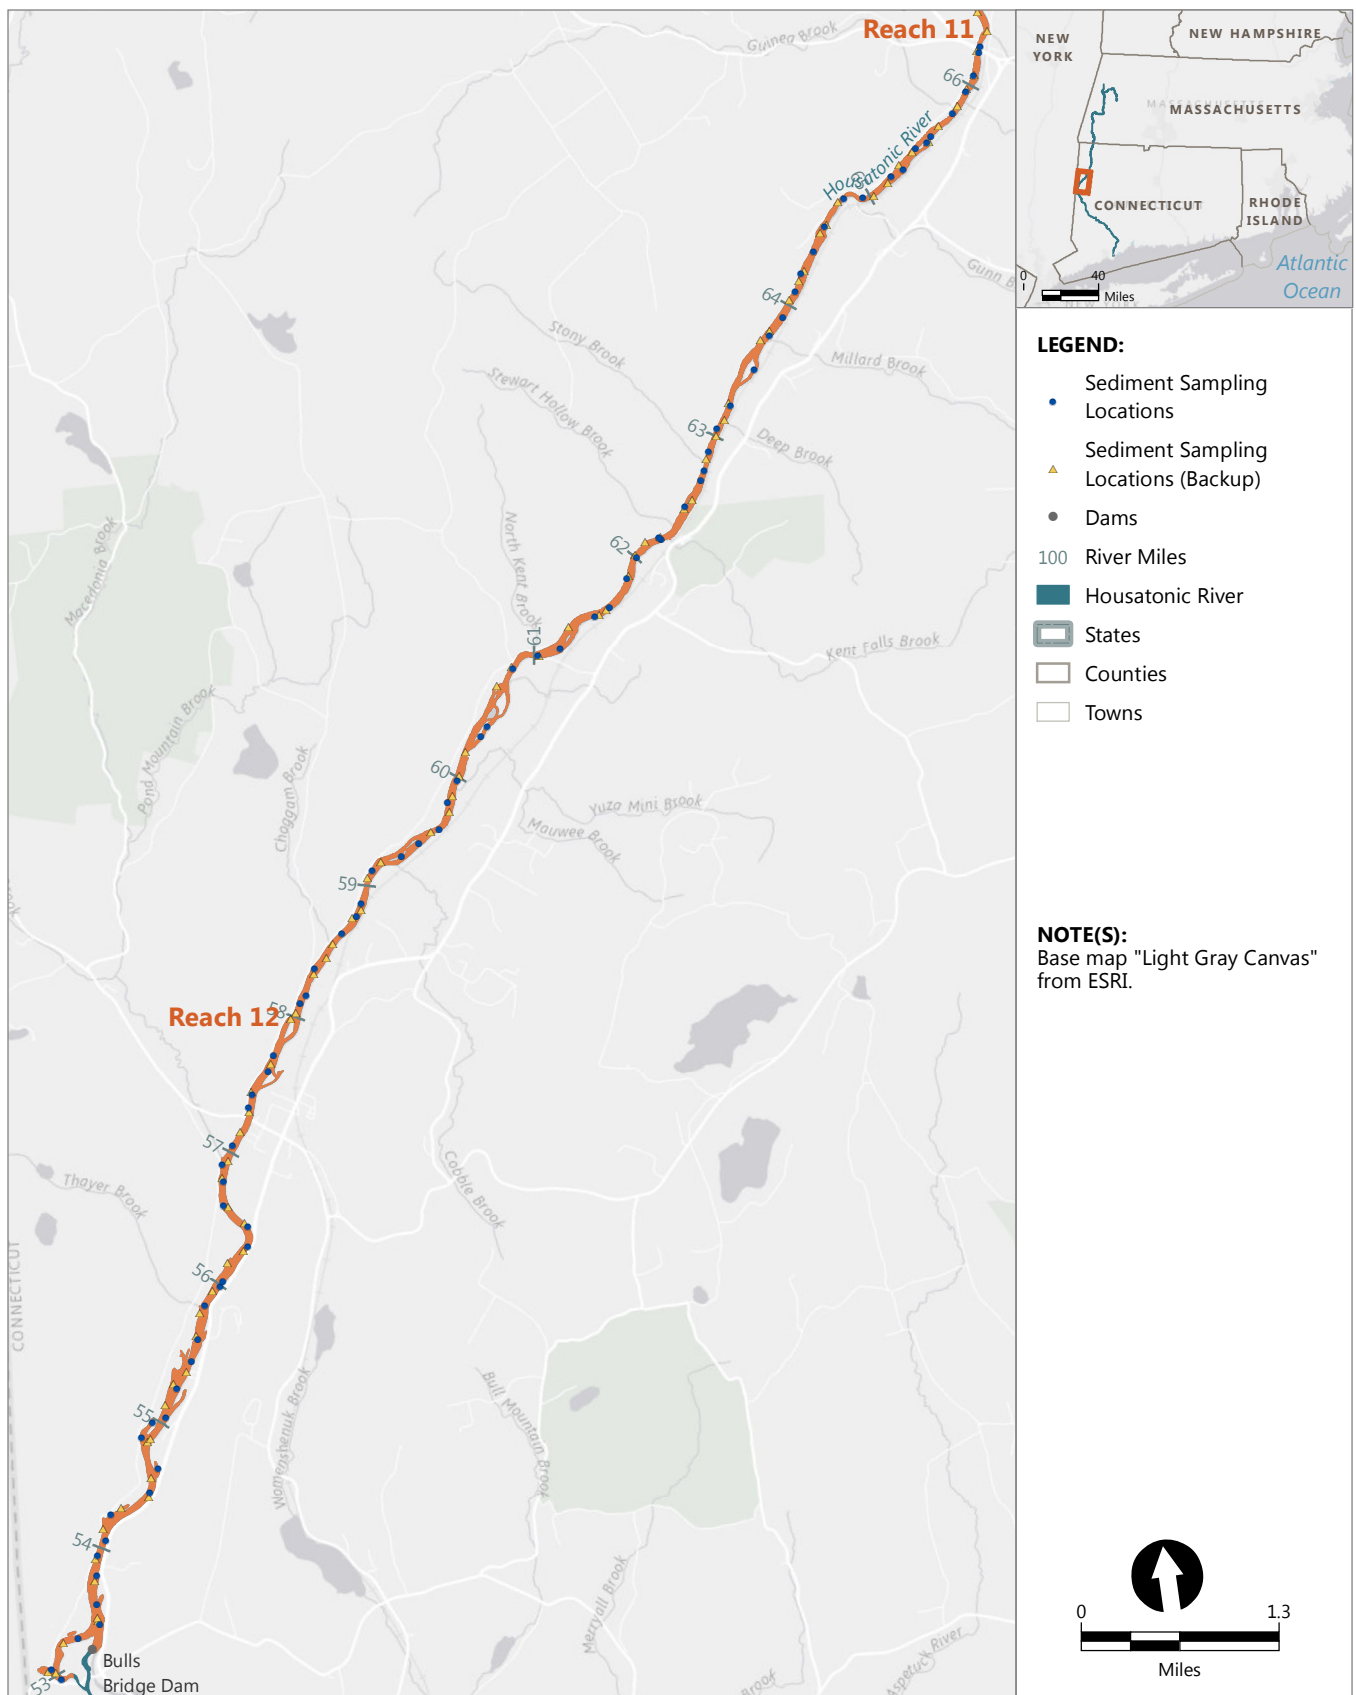 Reach 11
Guinea Brook
66
Housatonic River
Gunn B
64
Stony Brook
Stewart Hollow Brook
Millard Brook
63
Deep Brook
North Kent Brook
62
Macedonia Brook
61
Kent Falls Brook
Pond Mountain Brook
Choggam Brook
60
Yuza Mini Brook
Mauwee Brook
59
Reach 12
58
57
Thayer Brook
Cobble Brook
56
CONNECTICUT
Womenshenuk Brook
Bull Mountain Brook
55
54
Merryall Brook
Aspetuck River
Brook
53
Bulls
Bridge Dam
NEW
YORK
NEW HAMPSHIRE
MASSACHUSETTS
MASSACHUSETTS
CONNECTICUT
RHODE
ISLAND
Atlantic
Ocean
0 40
Miles
NEW YORK
LEGEND:
Sediment Sampling
Locations
Sediment Sampling
Locations (Backup)
Dams
100 River Miles
Housatonic River
States
Counties
Towns
NOTE(S):
Base map "Light Gray Canvas"
from ESRI.
0 1.3
Miles